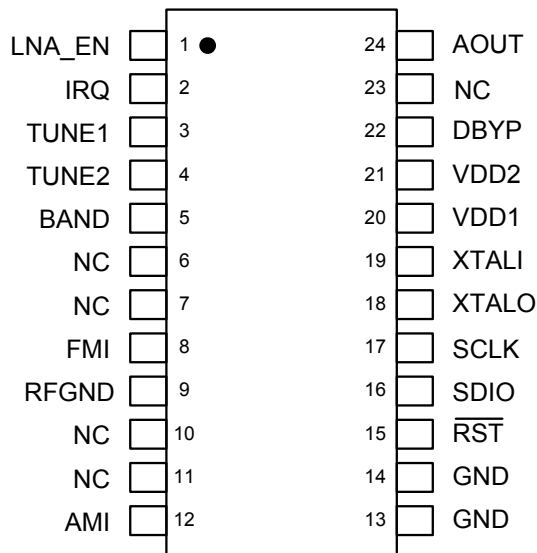 LNA_EN 1 24 AOUT
IRQ 2 23 NC
TUNE1 3 22 DBYP
TUNE2 4 21 VDD2
BAND 5 20 VDD1
NC 6 19 XTALI
NC 7 18 XTALO
FMI 8 17 SCLK
RFGND 9 16 SDIO
NC 10 15 RST
NC 11 14 GND
AMI 12 13 GND